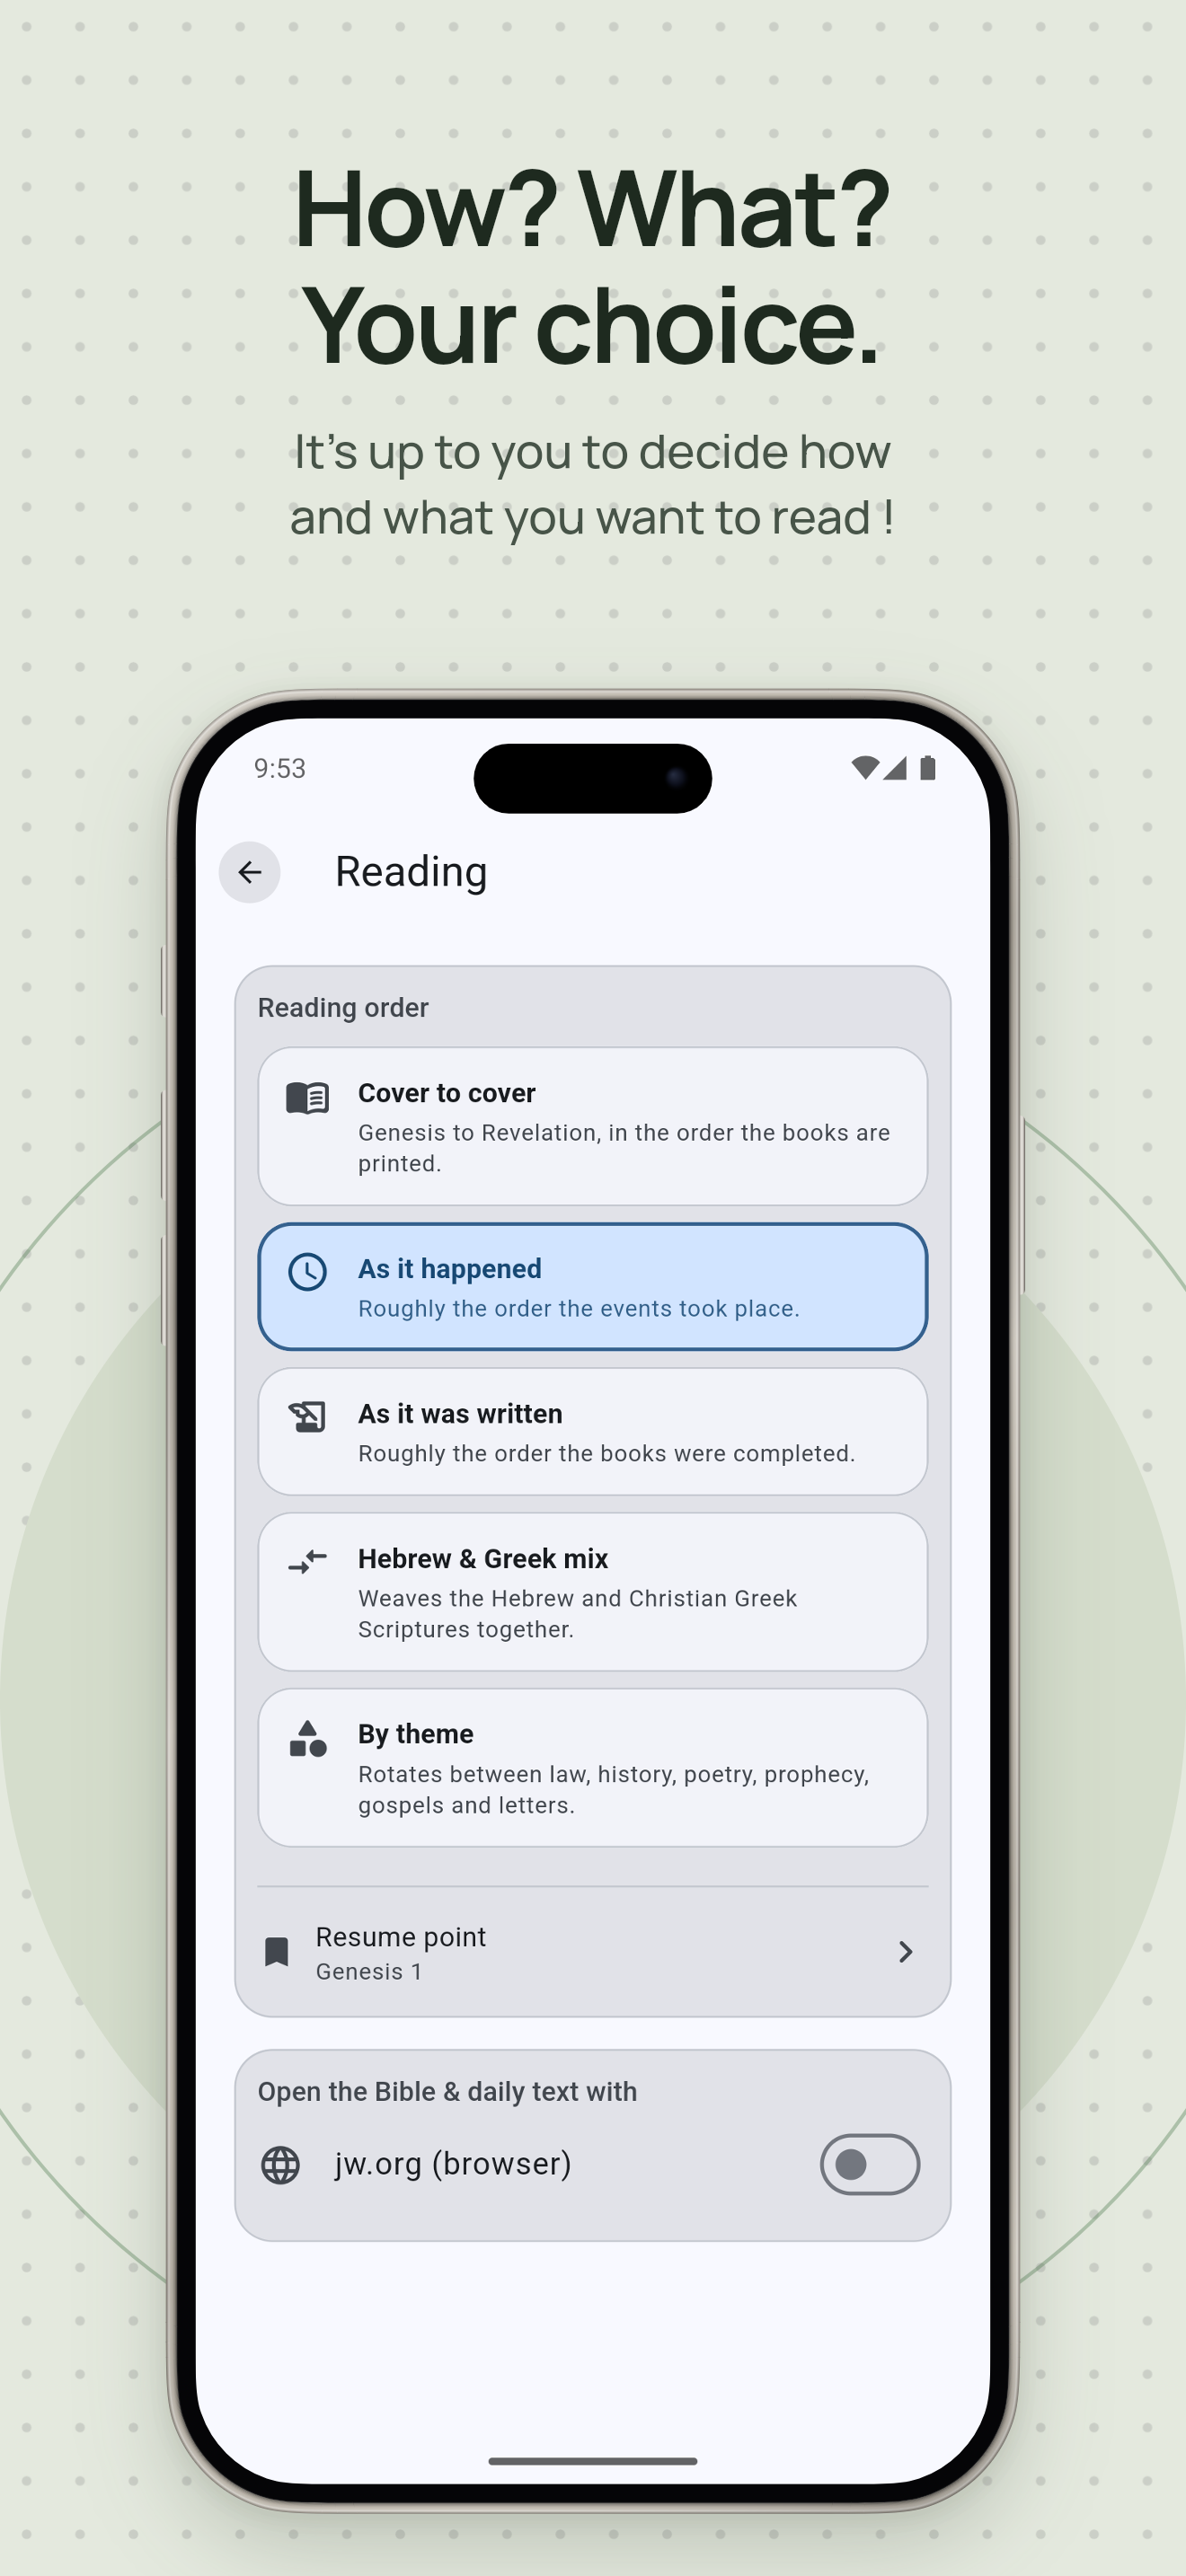 How? What?
Your choice.
It's up to you to decide how
and what you want to read !
9:53
Reading
Reading order
Cover to cover
Genesis to Revelation, in the order the books are
printed.
As it happened
Roughly the order the events took place.
As it was written
Roughly the order the books were completed.
Hebrew & Greek mix
Weaves the Hebrew and Christian Greek
Scriptures together.
By theme
Rotates between law, history, poetry, prophecy,
gospels and letters.
Resume point
Genesis 1
Open the Bible & daily text with
jw.org (browser)